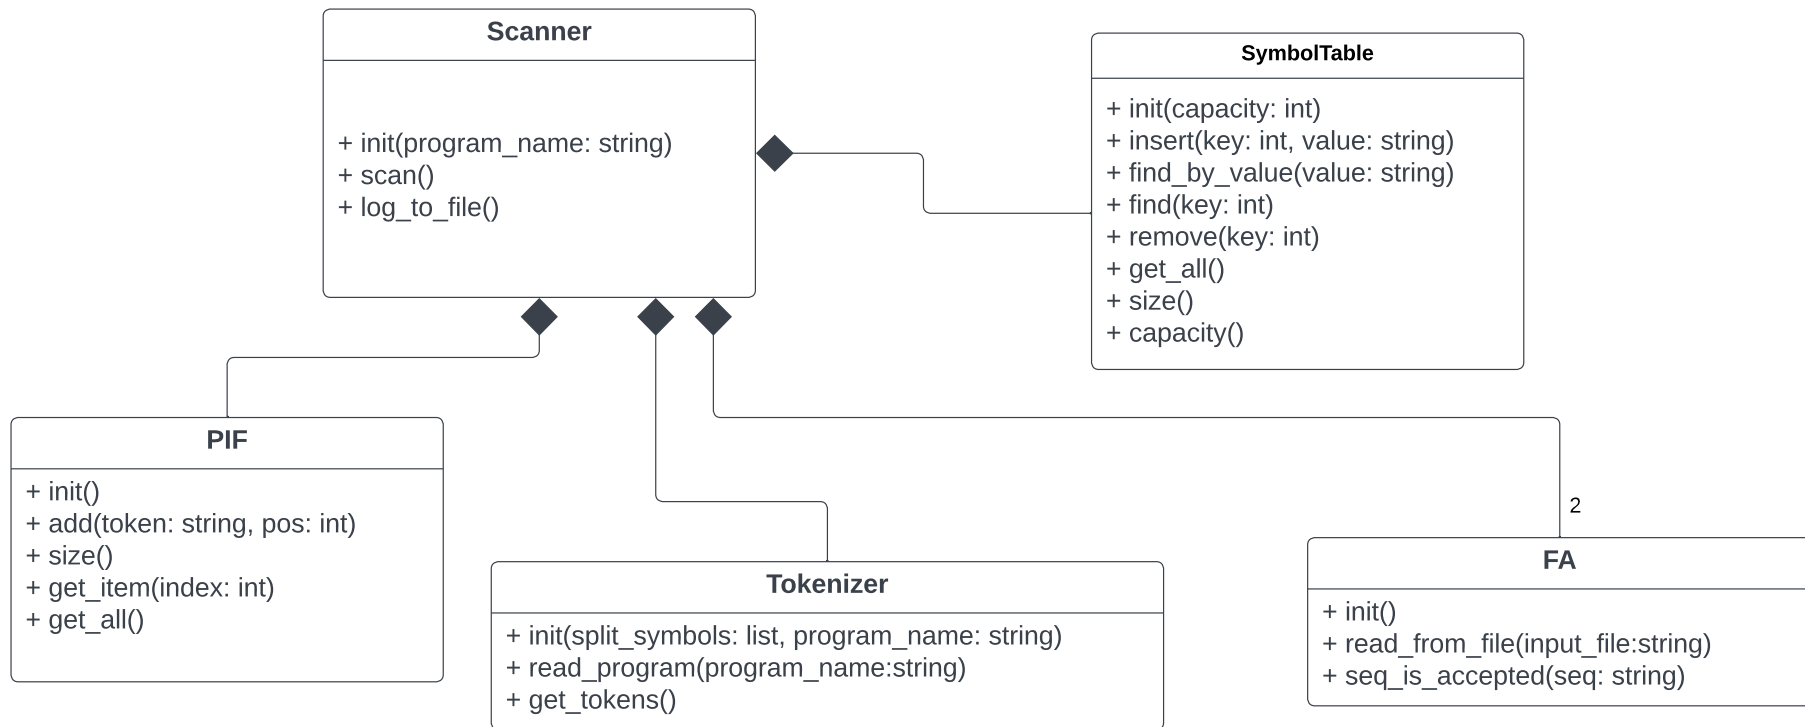 Scanner
+ init(program_name: string)
+ scan()
+ log_to_file()
SymbolTable
+ init(capacity: int)
+ insert(key: int, value: string)
+ find_by_value(value: string)
+ find(key: int)
+ remove(key: int)
+ get_all()
+ size()
+ capacity()
PIF
+ init()
+ add(token: string, pos: int)
+ size()
+ get_item(index: int)
+ get_all()
Tokenizer
+ init(split_symbols: list, program_name: string)
+ read_program(program_name:string)
+ get_tokens()
2
FA
+ init()
+ read_from_file(input_file:string)
+ seq_is_accepted(seq: string)